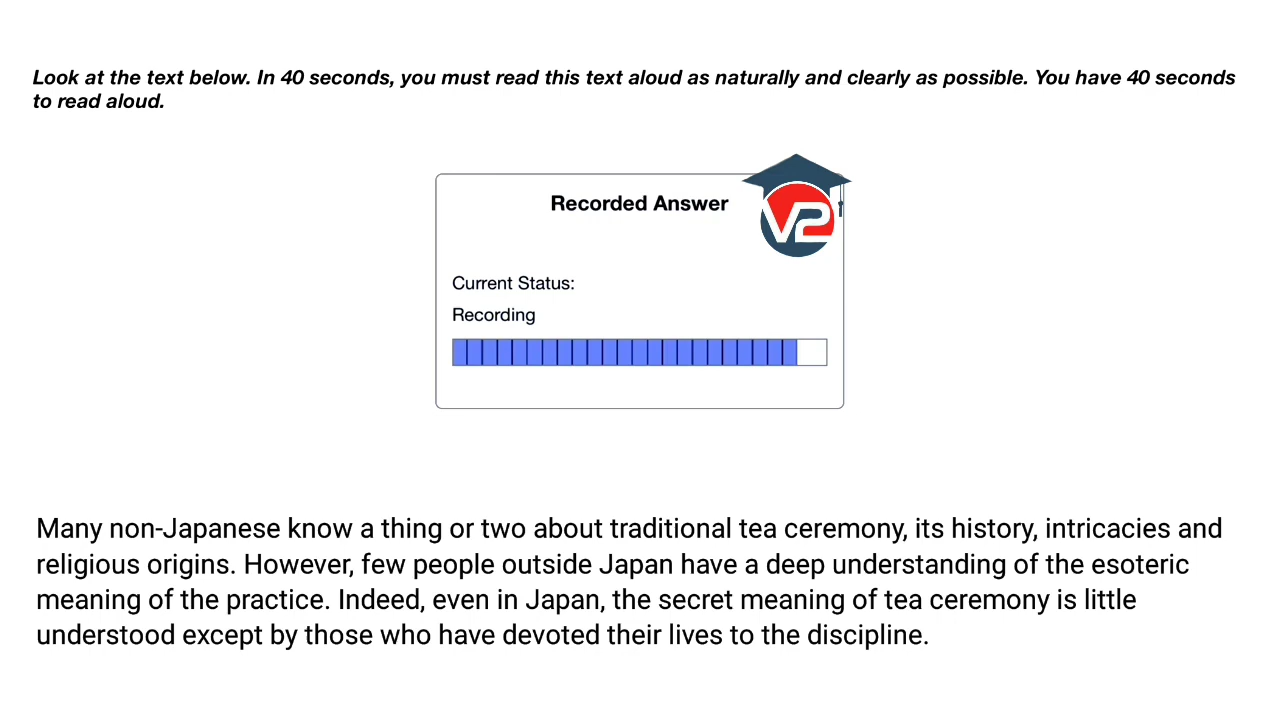 Look at the text below. In 40 seconds, you must read this text aloud as naturally and clearly as possible. You have 40 seconds
to read aloud.
Recorded Answer
V2
Current Status:
Recording
Many non-Japanese know a thing or two about traditional tea ceremony, its history, intricacies and
religious origins. However, few people outside Japan have a deep understanding of the esoteric
meaning of the practice. Indeed, even in Japan, the secret meaning of tea ceremony is little
understood except by those who have devoted their lives to the discipline.